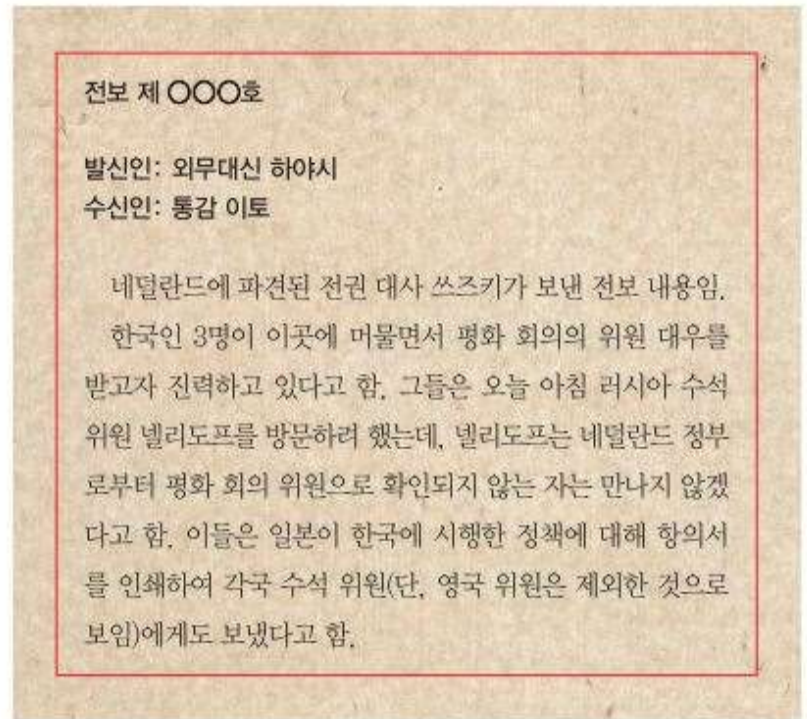 전보 제 ○○○호
발신인: 외무대신 하야시
수신인: 통감 이토
네덜란드에 파견된 전권 대사 쓰즈키가 보낸 전보 내용임.
한국인 3명이 이곳에 머물면서 평화 회의의 위원 대우를
받고자 진력하고 있다고 함. 그들은 오늘 아침 러시아 수석
위원 넬리도프를 방문하려 했는데, 넬리도프는 네덜란드 정부
로부터 평화 회의 위원으로 확인되지 않는 자는 만나지 않겠
다고 함. 이들은 일본이 한국에 시행한 정책에 대해 항의서
를 인쇄하여 각국 수석 위원(단, 영국 위원은 제외한 것으로
보임)에게도 보냈다고 함.